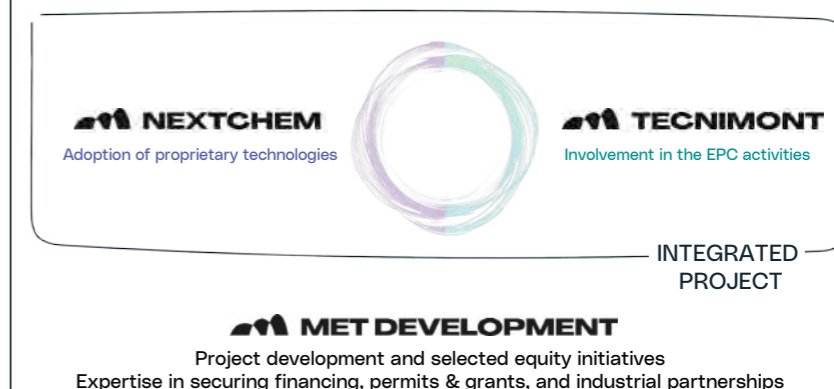 NEXTCHEM
Adoption of proprietary technologies
TECNIMONT
Involvement in the EPC activities
INTEGRATED
PROJECT
MET DEVELOPMENT
Project development and selected equity initiatives
Expertise in securing financing, permits & grants, and industrial partnerships